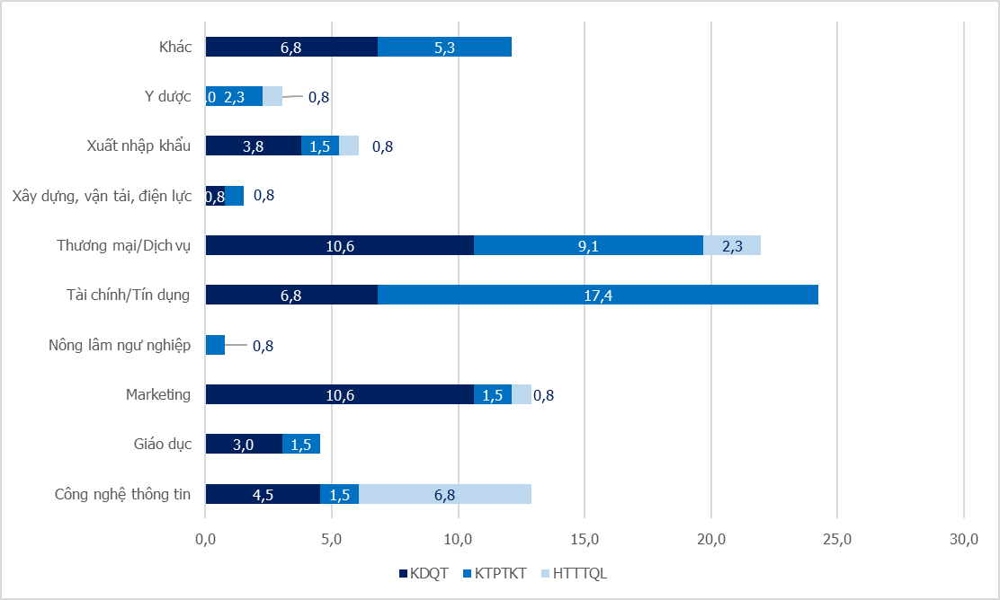 Khác 6,8 5,3
Y dược ,0 2,3 0,8
Xuất nhập khẩu 3,8 1,5 0,8
Xây dựng, vận tải, điện lực 0,8 0,8
Thương mại/Dịch vụ 10,6 9,1 2,3
Tài chính/Tín dụng 6,8 17,4
Nông lâm ngư nghiệp 0,8
Marketing 10,6 1,5 0,8
Giáo dục 3,0 1,5
Công nghệ thông tin 4,5 1,5 6,8
0,0 5,0 10,0 15,0 20,0 25,0 30,0
KDQT KTPTKT HTTTQL